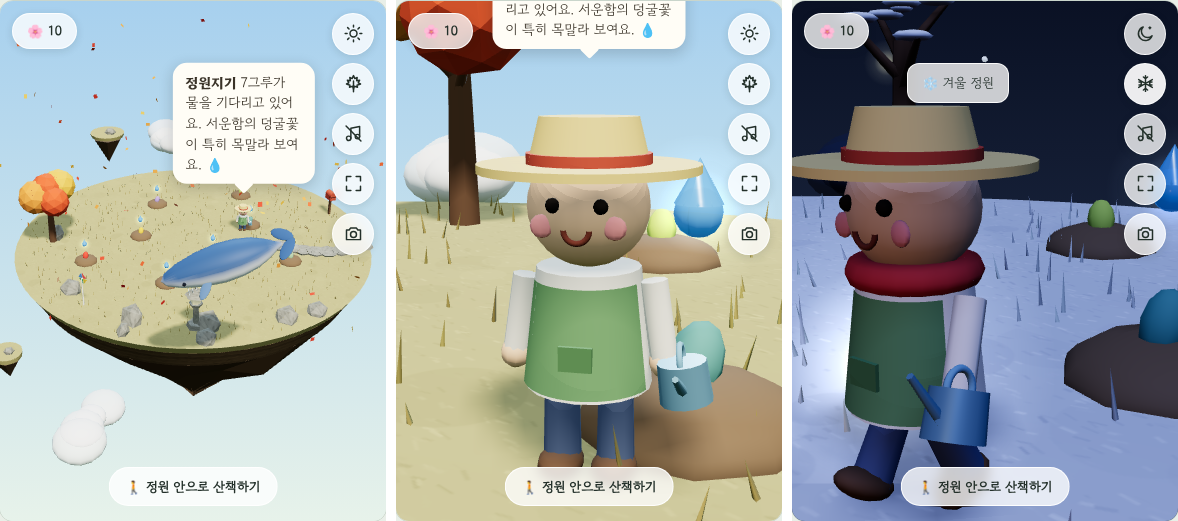 🌸 10
정원지기 7그루가
물을 기다리고 있어
요. 서운함의 덩굴꽃
이 특히 목말라 보여
요. 💧
🚶 정원 안으로 산책하기
리고 있어요. 서운함의 덩굴꽃
이 특히 목말라 보여요. 💧
🌸 10
🚶 정원 안으로 산책하기
🌸 10
❄️ 겨울 정원
🚶 정원 안으로 산책하기